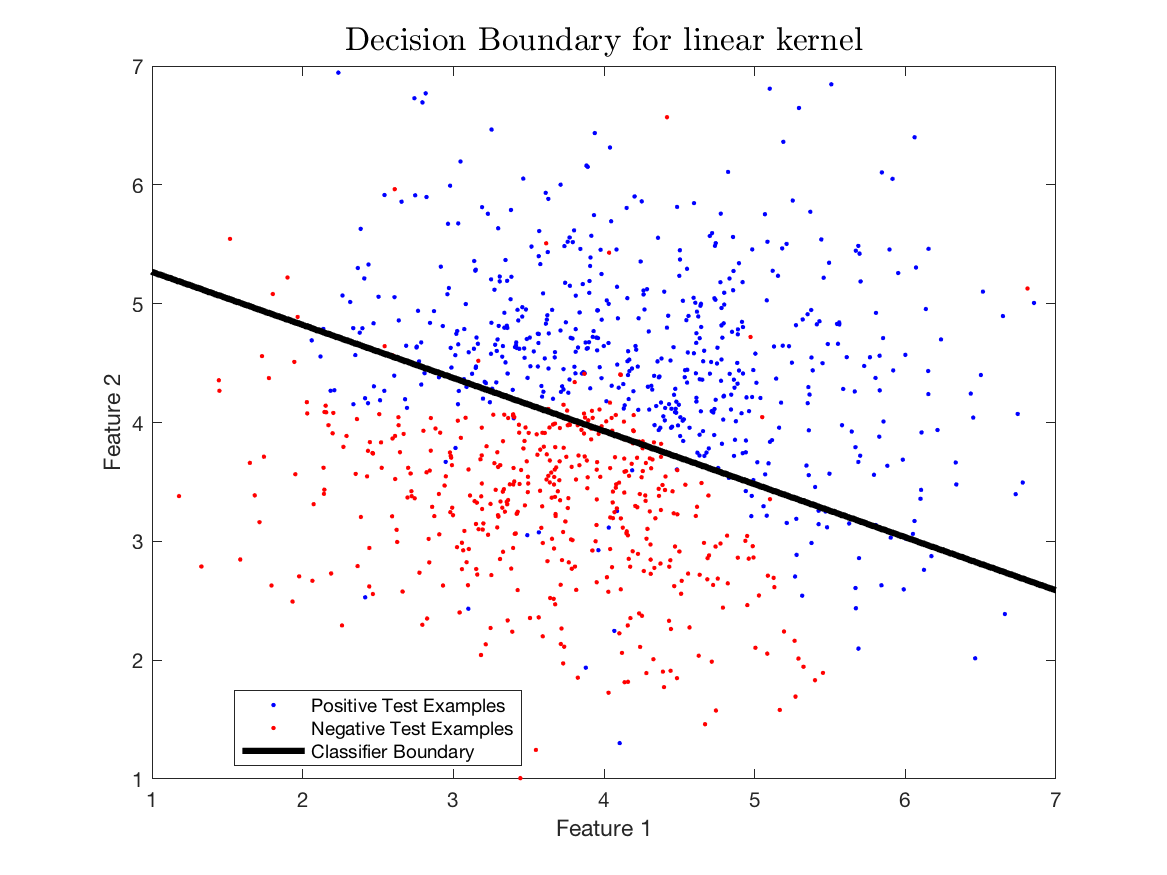 Decision Boundary for linear kernel
7
6
5
4
3
2
1
Feature 2
Positive Test Examples
Negative Test Examples
Classifier Boundary
1 2 3 4 5 6 7
Feature 1